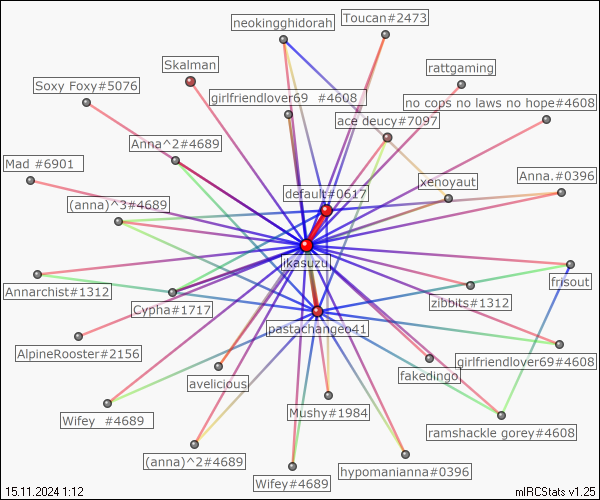 neokingghidorah
Toucan#2473
Skalman
rattgaming
Soxy Foxy#5076
girlfriendlover69 #4608
no cops no laws no hope#4608
ace deucy#7097
Anna^2#4689
Mad #6901
xenoyaut
Anna.#0396
default#0617
(anna)^3#4689
ikasuzu
frisout
Annarchist#1312
Cypha#1717
zibbits#1312
pastachangeo41
AlpineRooster#2156
girlfriendlover69#4608
avelicious
fakedingo
Mushy#1984
Wifey #4689
ramshackle gorey#4608
(anna)^2#4689
hypomanianna#0396
Wifey#4689
15.11.2024 1:12
mIRCStats v1.25